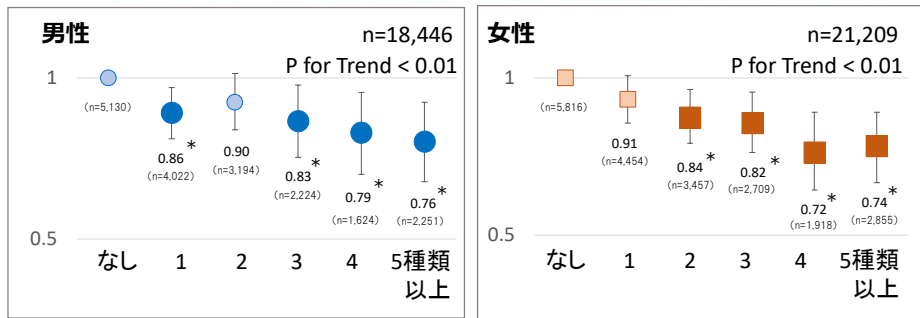 男性
n=18,446
P for Trend < 0.01
1
(n=5,130)
0.86 *
(n=4,022)
0.90
(n=3,194)
0.83 *
(n=2,224)
0.79 *
(n=1,624)
0.76 *
(n=2,251)
0.5
なし 1 2 3 4 5種類
以上
女性
n=21,209
P for Trend < 0.01
1
(n=5,816)
0.91
(n=4,454)
0.84 *
(n=3,457)
0.82 *
(n=2,709)
0.72 *
(n=1,918)
0.74 *
(n=2,855)
0.5
なし 1 2 3 4 5種類
以上